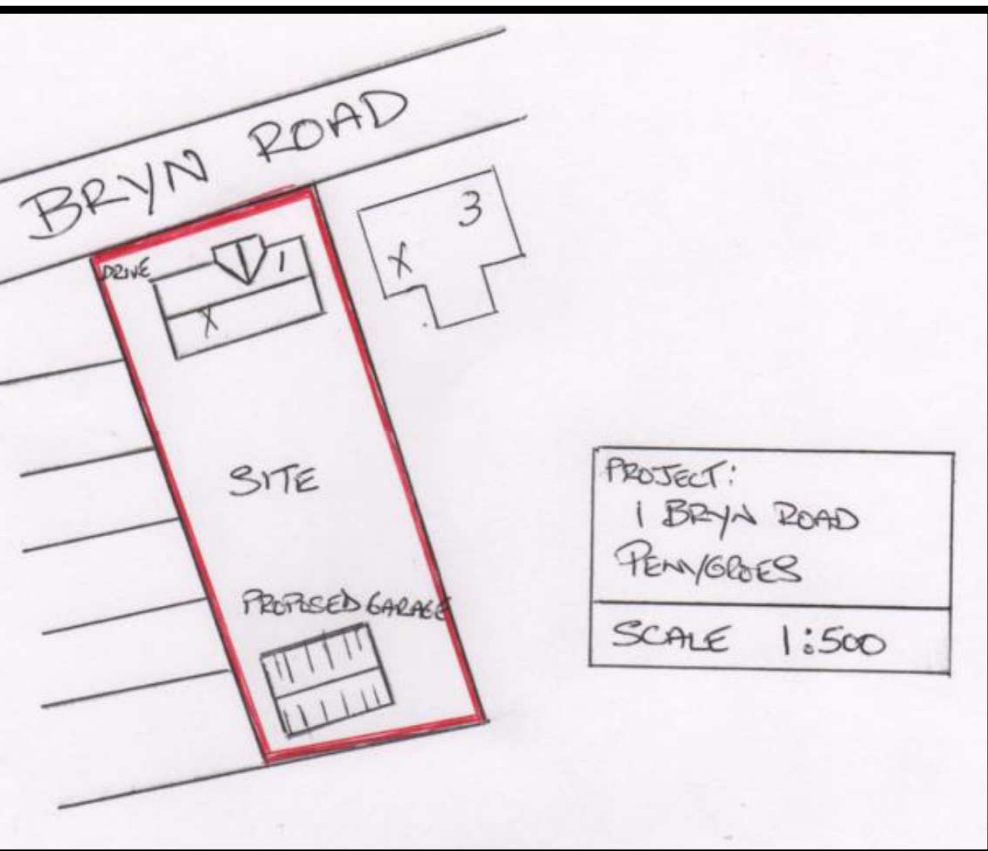 BRYN ROAD
3
X
DRIVE
1
X
SITE
PROPOSED GARAGE
PROJECT:
1 BRYN ROAD
PENYGROES
SCALE 1:500